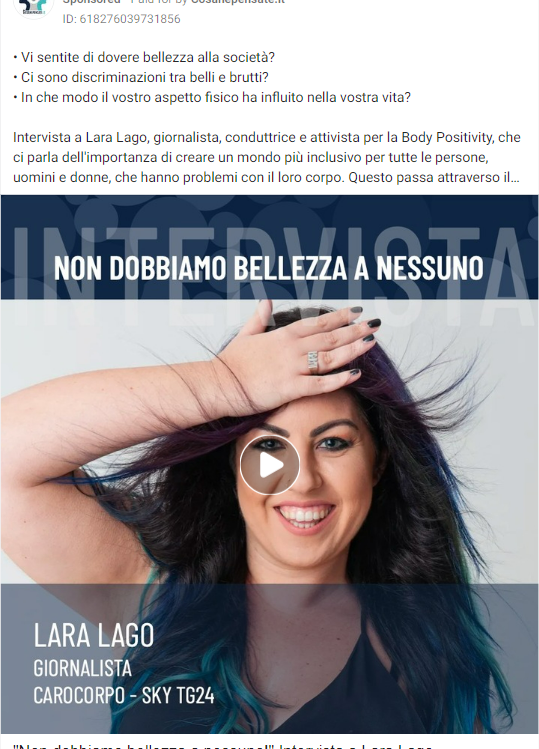 Sponsored • Paid for by Cosanepensate.it
ID: 618276039731856
• Vi sentite di dovere bellezza alla società?
• Ci sono discriminazioni tra belli e brutti?
• In che modo il vostro aspetto fisico ha influito nella vostra vita?
Intervista a Lara Lago, giornalista, conduttrice e attivista per la Body Positivity, che
ci parla dell'importanza di creare un mondo più inclusivo per tutte le persone,
uomini e donne, che hanno problemi con il loro corpo. Questo passa attraverso il...
INTERVISTA
NON DOBBIAMO BELLEZZA A NESSUNO
LARA LAGO
GIORNALISTA
CAROCORPO - SKY TG24
"Non dobbiamo bellezza a nessuno!" Intervista a Lara Lago